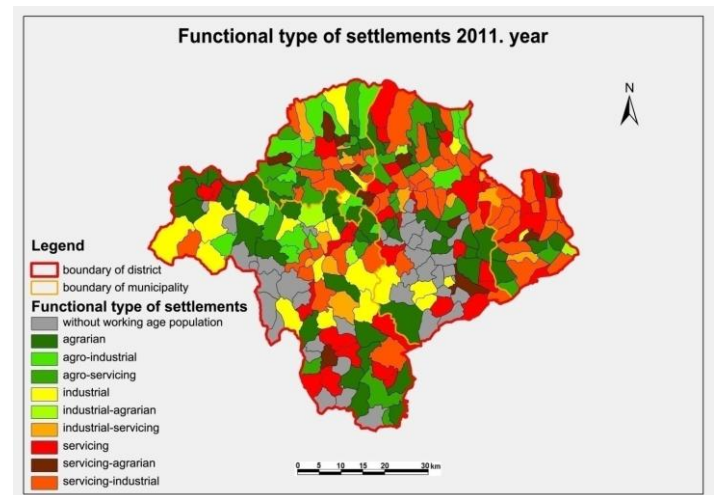 Functional type of settlements 2011. year
N
Legend
boundary of district
boundary of municipality
Functional type of settlements
without working age population
agrarian
agro-industrial
agro-servicing
industrial
industrial-agrarian
industrial-servicing
servicing
servicing-agrarian
servicing-industrial
0 5 10 15 20 30 km